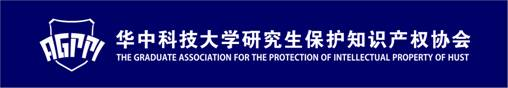 AGPPI
华中科技大学研究生保护知识产权协会
THE GRADUATE ASSOCIATION FOR THE PROTECTION OF INTELLECTUAL PROPERTY OF HUST